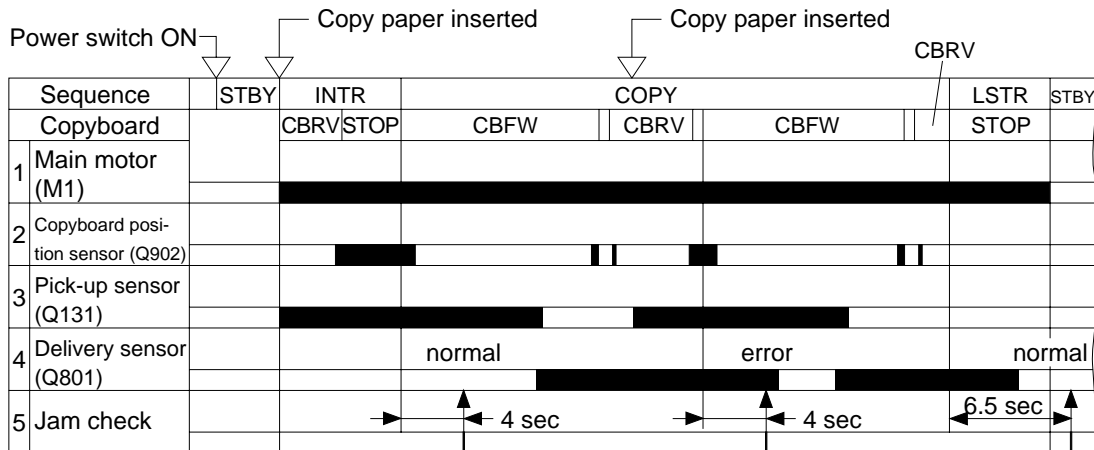 Copy paper inserted
Copy paper inserted
Power switch ON
CBRV
Sequence STBY INTR COPY LSTR STBY
Copyboard CBRV STOP CBFW CBRV CBFW STOP
1 Main motor
(M1)
2 Copyboard posi-
tion sensor (Q902)
3 Pick-up sensor
(Q131)
4 Delivery sensor
(Q801)
normal error normal
5 Jam check 4 sec 4 sec 6.5 sec